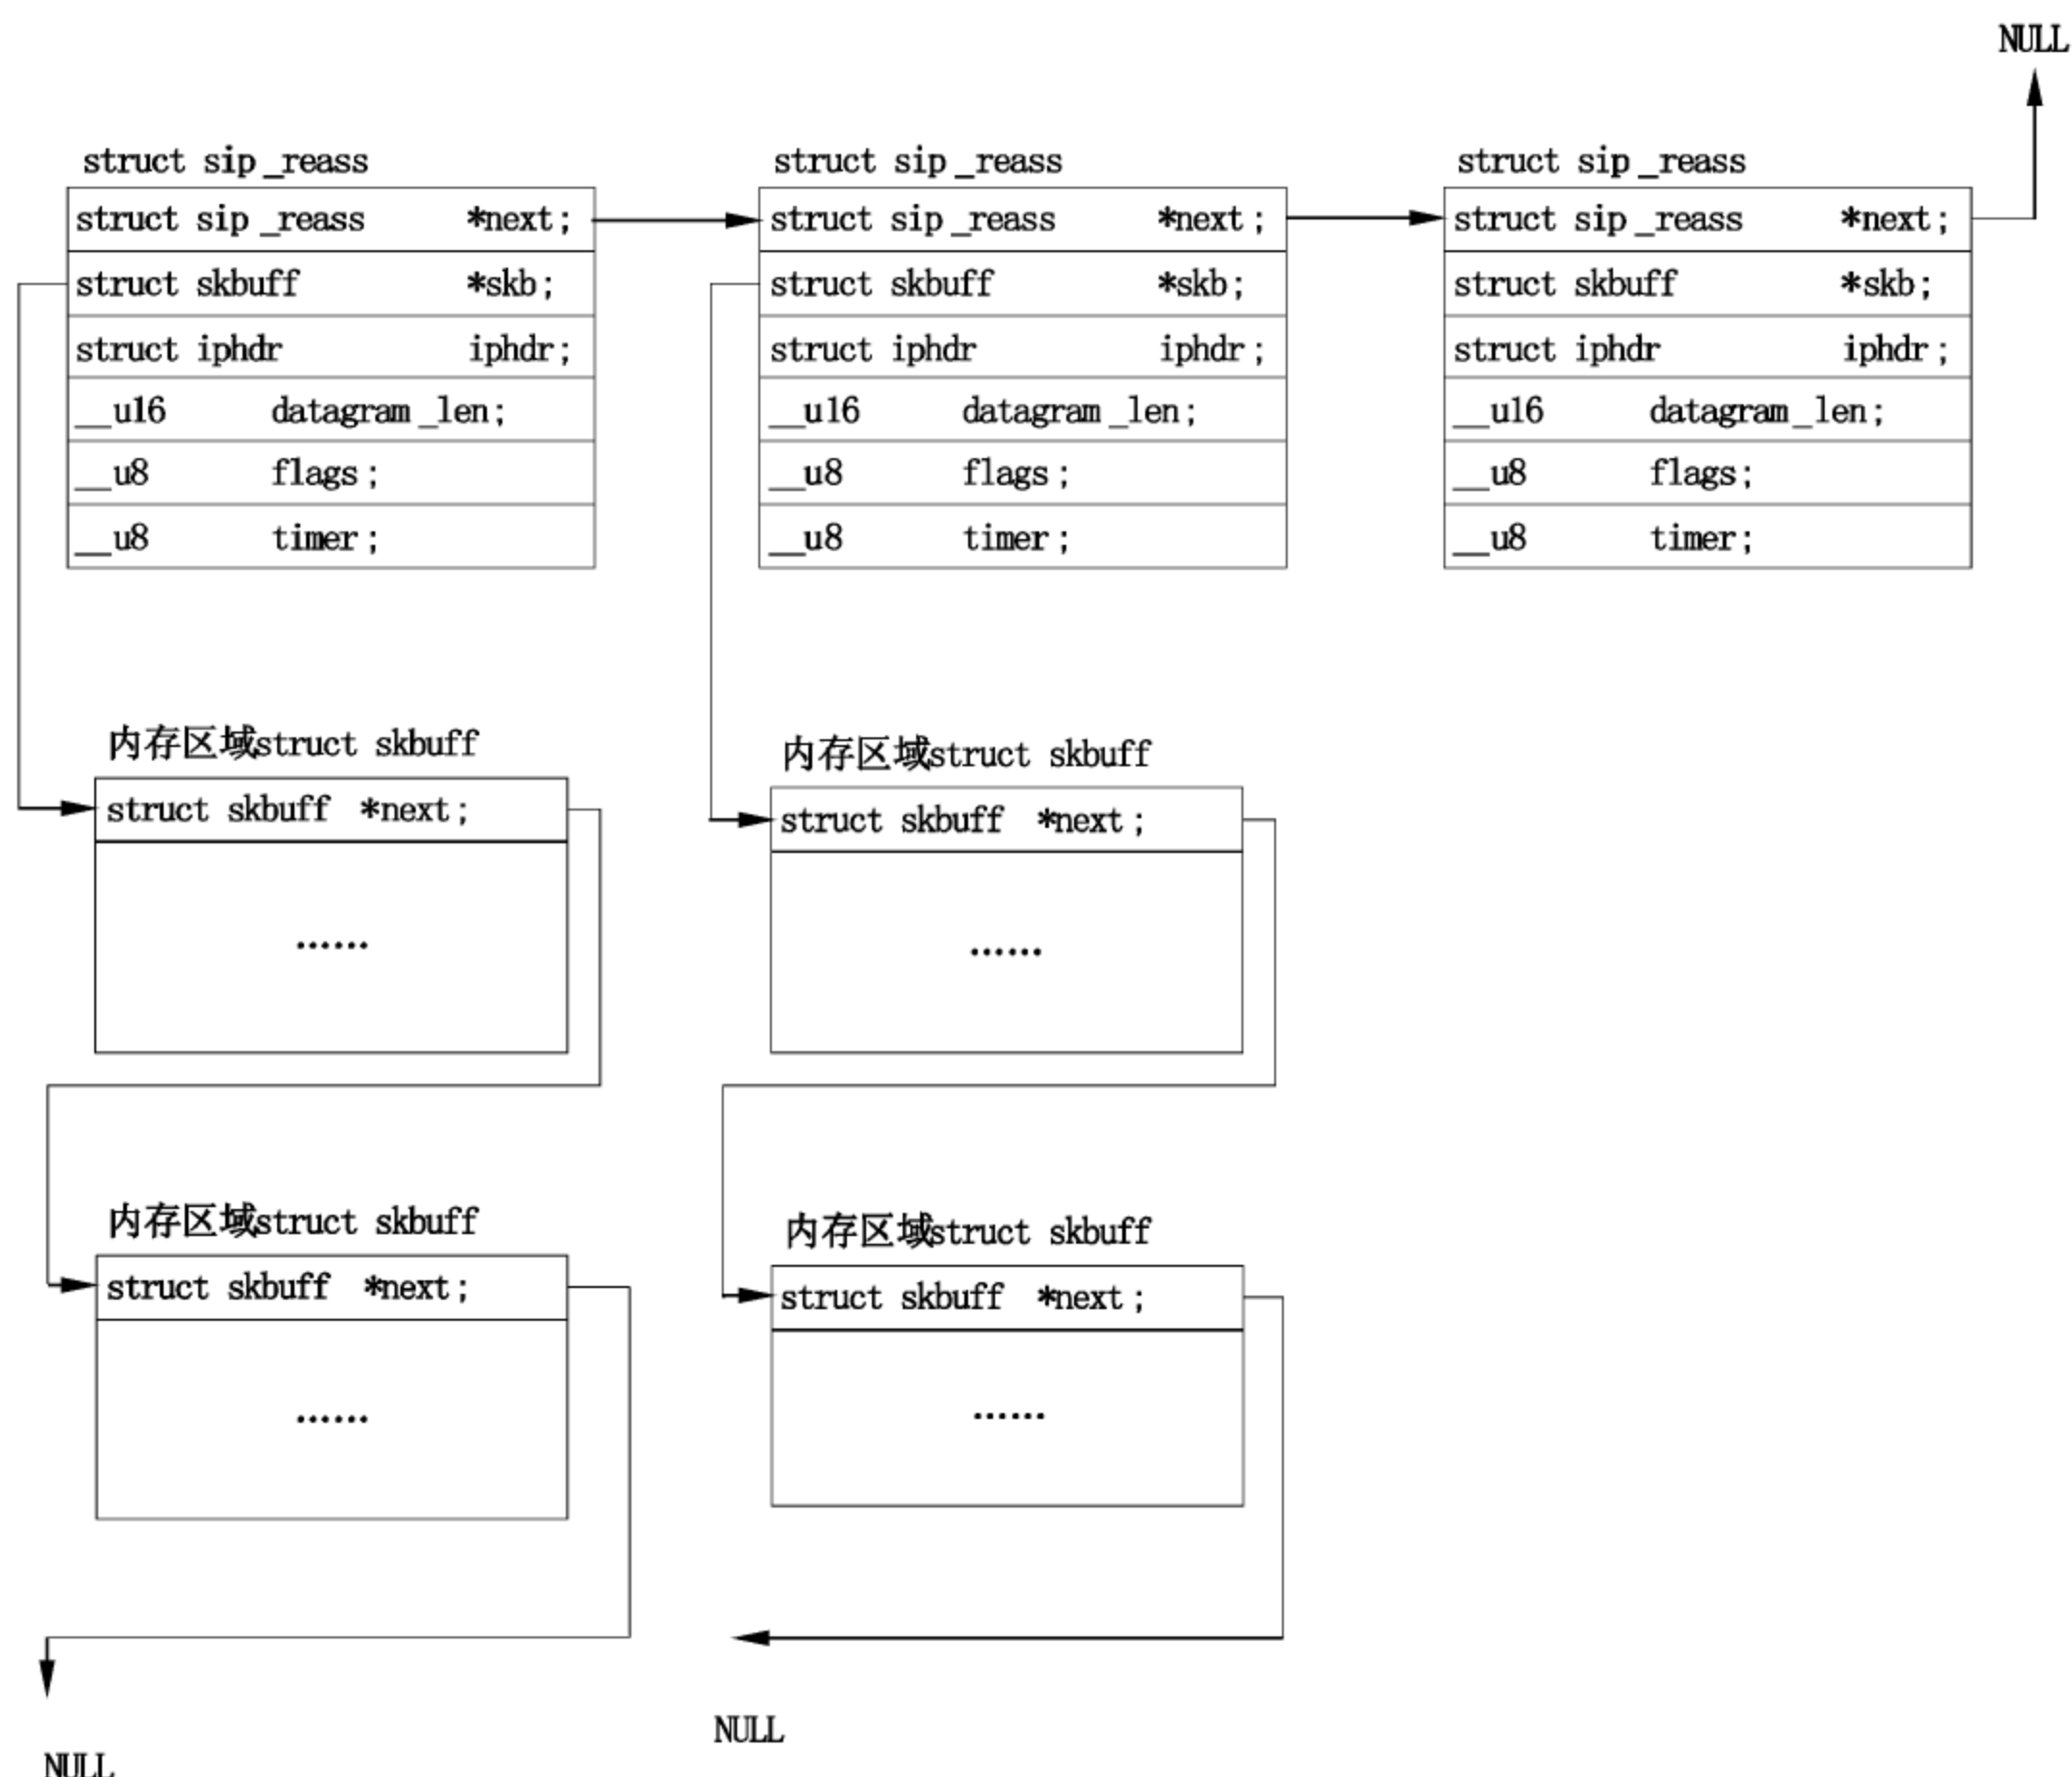 NULL
struct sip_reass
struct sip_reass *next;
struct skbuff *skb;
struct iphdr iphdr;
__u16 datagram_len;
__u8 flags;
__u8 timer;
struct sip_reass
struct sip_reass *next;
struct skbuff *skb;
struct iphdr iphdr;
__u16 datagram_len;
__u8 flags;
__u8 timer;
struct sip_reass
struct sip_reass *next;
struct skbuff *skb;
struct iphdr iphdr;
__u16 datagram_len;
__u8 flags;
__u8 timer;
内存区域struct skbuff
struct skbuff *next;
……
内存区域struct skbuff
struct skbuff *next;
……
NULL
内存区域struct skbuff
struct skbuff *next;
……
内存区域struct skbuff
struct skbuff *next;
……
NULL